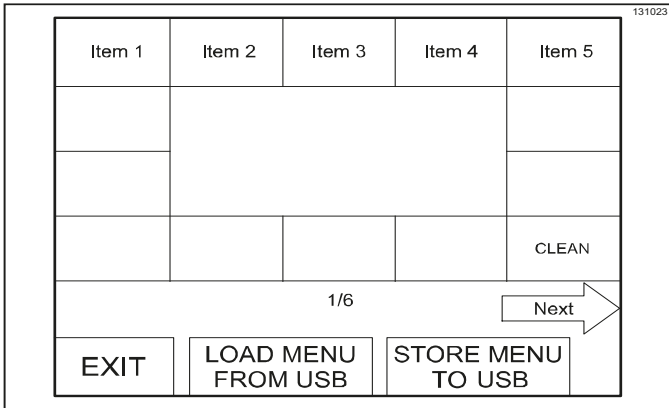 131023
Item 1 Item 2 Item 3 Item 4 Item 5
CLEAN
1/6
Next
EXIT
LOAD MENU
FROM USB
STORE MENU
TO USB